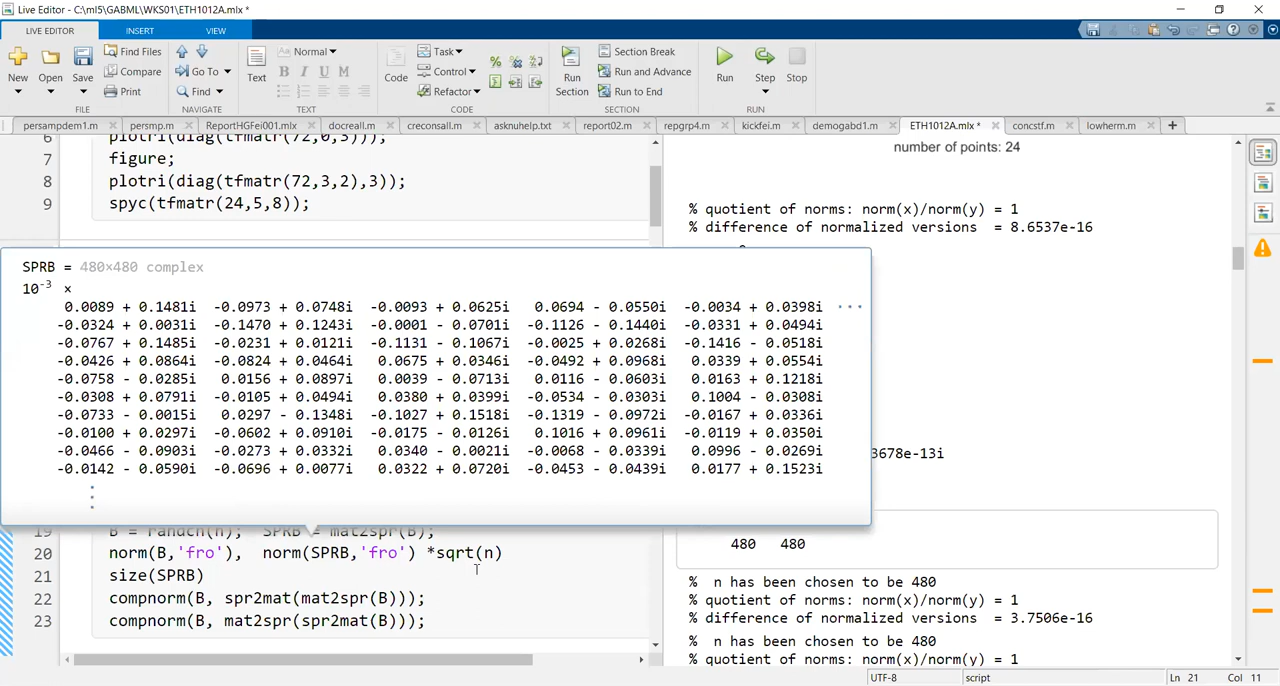 Live Editor - C:\ml5\GABML\WKS01\ETH1012A.mlx *
LIVE EDITOR INSERT VIEW
New Open Save Find Files Compare Print Go To Find Text Normal B I U M Code Task Control Refactor Run Section Section Break Run and Advance Run to End Run Step Stop
FILE NAVIGATE TEXT CODE SECTION RUN
persampdem1.m persmp.m ReportHGFei001.mlx docreall.m creconsall.m asknuhelp.txt report02.m repgrp4.m kickfei.m demogabd1.m ETH1012A.mlx * concstf.m lowherm.m
6 plotri(diag(tfmatr(72,0,3)));
7 figure;
8 plotri(diag(tfmatr(72,3,2),3));
9 spyc(tfmatr(24,5,8));
SPRB = 480×480 complex
10-3 ×
0.0089 + 0.1481i -0.0973 + 0.0748i -0.0093 + 0.0625i 0.0694 - 0.0550i -0.0034 + 0.0398i ...
-0.0324 + 0.0031i -0.1470 + 0.1243i -0.0001 - 0.0701i -0.1126 - 0.1440i -0.0331 + 0.0494i
-0.0767 + 0.1485i -0.0231 + 0.0121i -0.1131 - 0.1067i -0.0025 + 0.0268i -0.1416 - 0.0518i
-0.0426 + 0.0864i -0.0824 + 0.0464i 0.0675 + 0.0346i -0.0492 + 0.0968i 0.0339 + 0.0554i
-0.0758 - 0.0285i 0.0156 + 0.0897i 0.0039 - 0.0713i 0.0116 - 0.0603i 0.0163 + 0.1218i
-0.0308 + 0.0791i -0.0105 + 0.0494i 0.0380 + 0.0399i -0.0534 - 0.0303i 0.1004 - 0.0308i
-0.0733 - 0.0015i 0.0297 - 0.1348i -0.1027 + 0.1518i -0.1319 - 0.0972i -0.0167 + 0.0336i
-0.0100 + 0.0297i -0.0602 + 0.0910i -0.0175 - 0.0126i 0.1016 + 0.0961i -0.0119 + 0.0350i
-0.0466 - 0.0903i -0.0273 + 0.0332i 0.0340 - 0.0021i -0.0068 - 0.0339i 0.0996 - 0.0269i
-0.0142 - 0.0590i -0.0696 + 0.0077i 0.0322 + 0.0720i -0.0453 - 0.0439i 0.0177 + 0.1523i
19 B = randcn(n); SPRB = mat2spr(B);
20 norm(B,'fro'), norm(SPRB,'fro') *sqrt(n)
21 size(SPRB)
22 compnorm(B, spr2mat(mat2spr(B)));
23 compnorm(B, mat2spr(spr2mat(B)));
number of points: 24
% quotient of norms: norm(x)/norm(y) = 1
% difference of normalized versions = 8.6537e-16
3678e-13i
480 480
% n has been chosen to be 480
% quotient of norms: norm(x)/norm(y) = 1
% difference of normalized versions = 3.7506e-16
% n has been chosen to be 480
% quotient of norms: norm(x)/norm(y) = 1
UTF-8 script Ln 21 Col 11